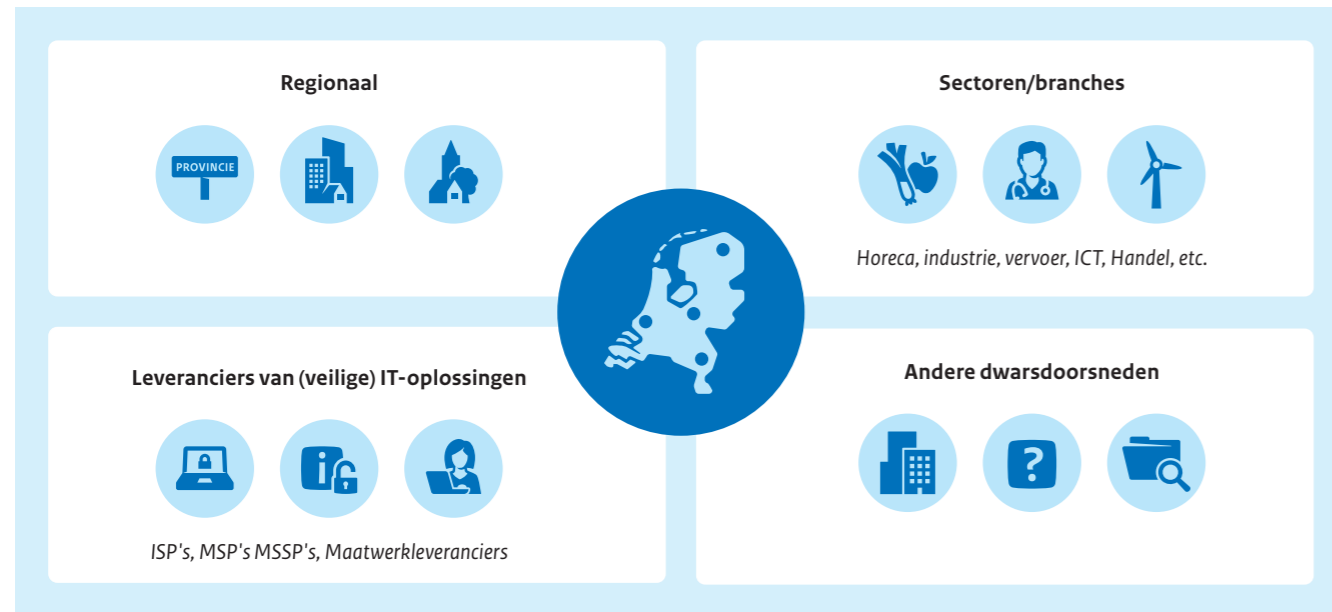 Regionaal
PROVINCIE
Sectoren/branches
Horeca, industrie, vervoer, ICT, Handel, etc.
Leveranciers van (veilige) IT-oplossingen
ISP's, MSP's MSSP's, Maatwerkleveranciers
Andere dwarsdoorsneden
?